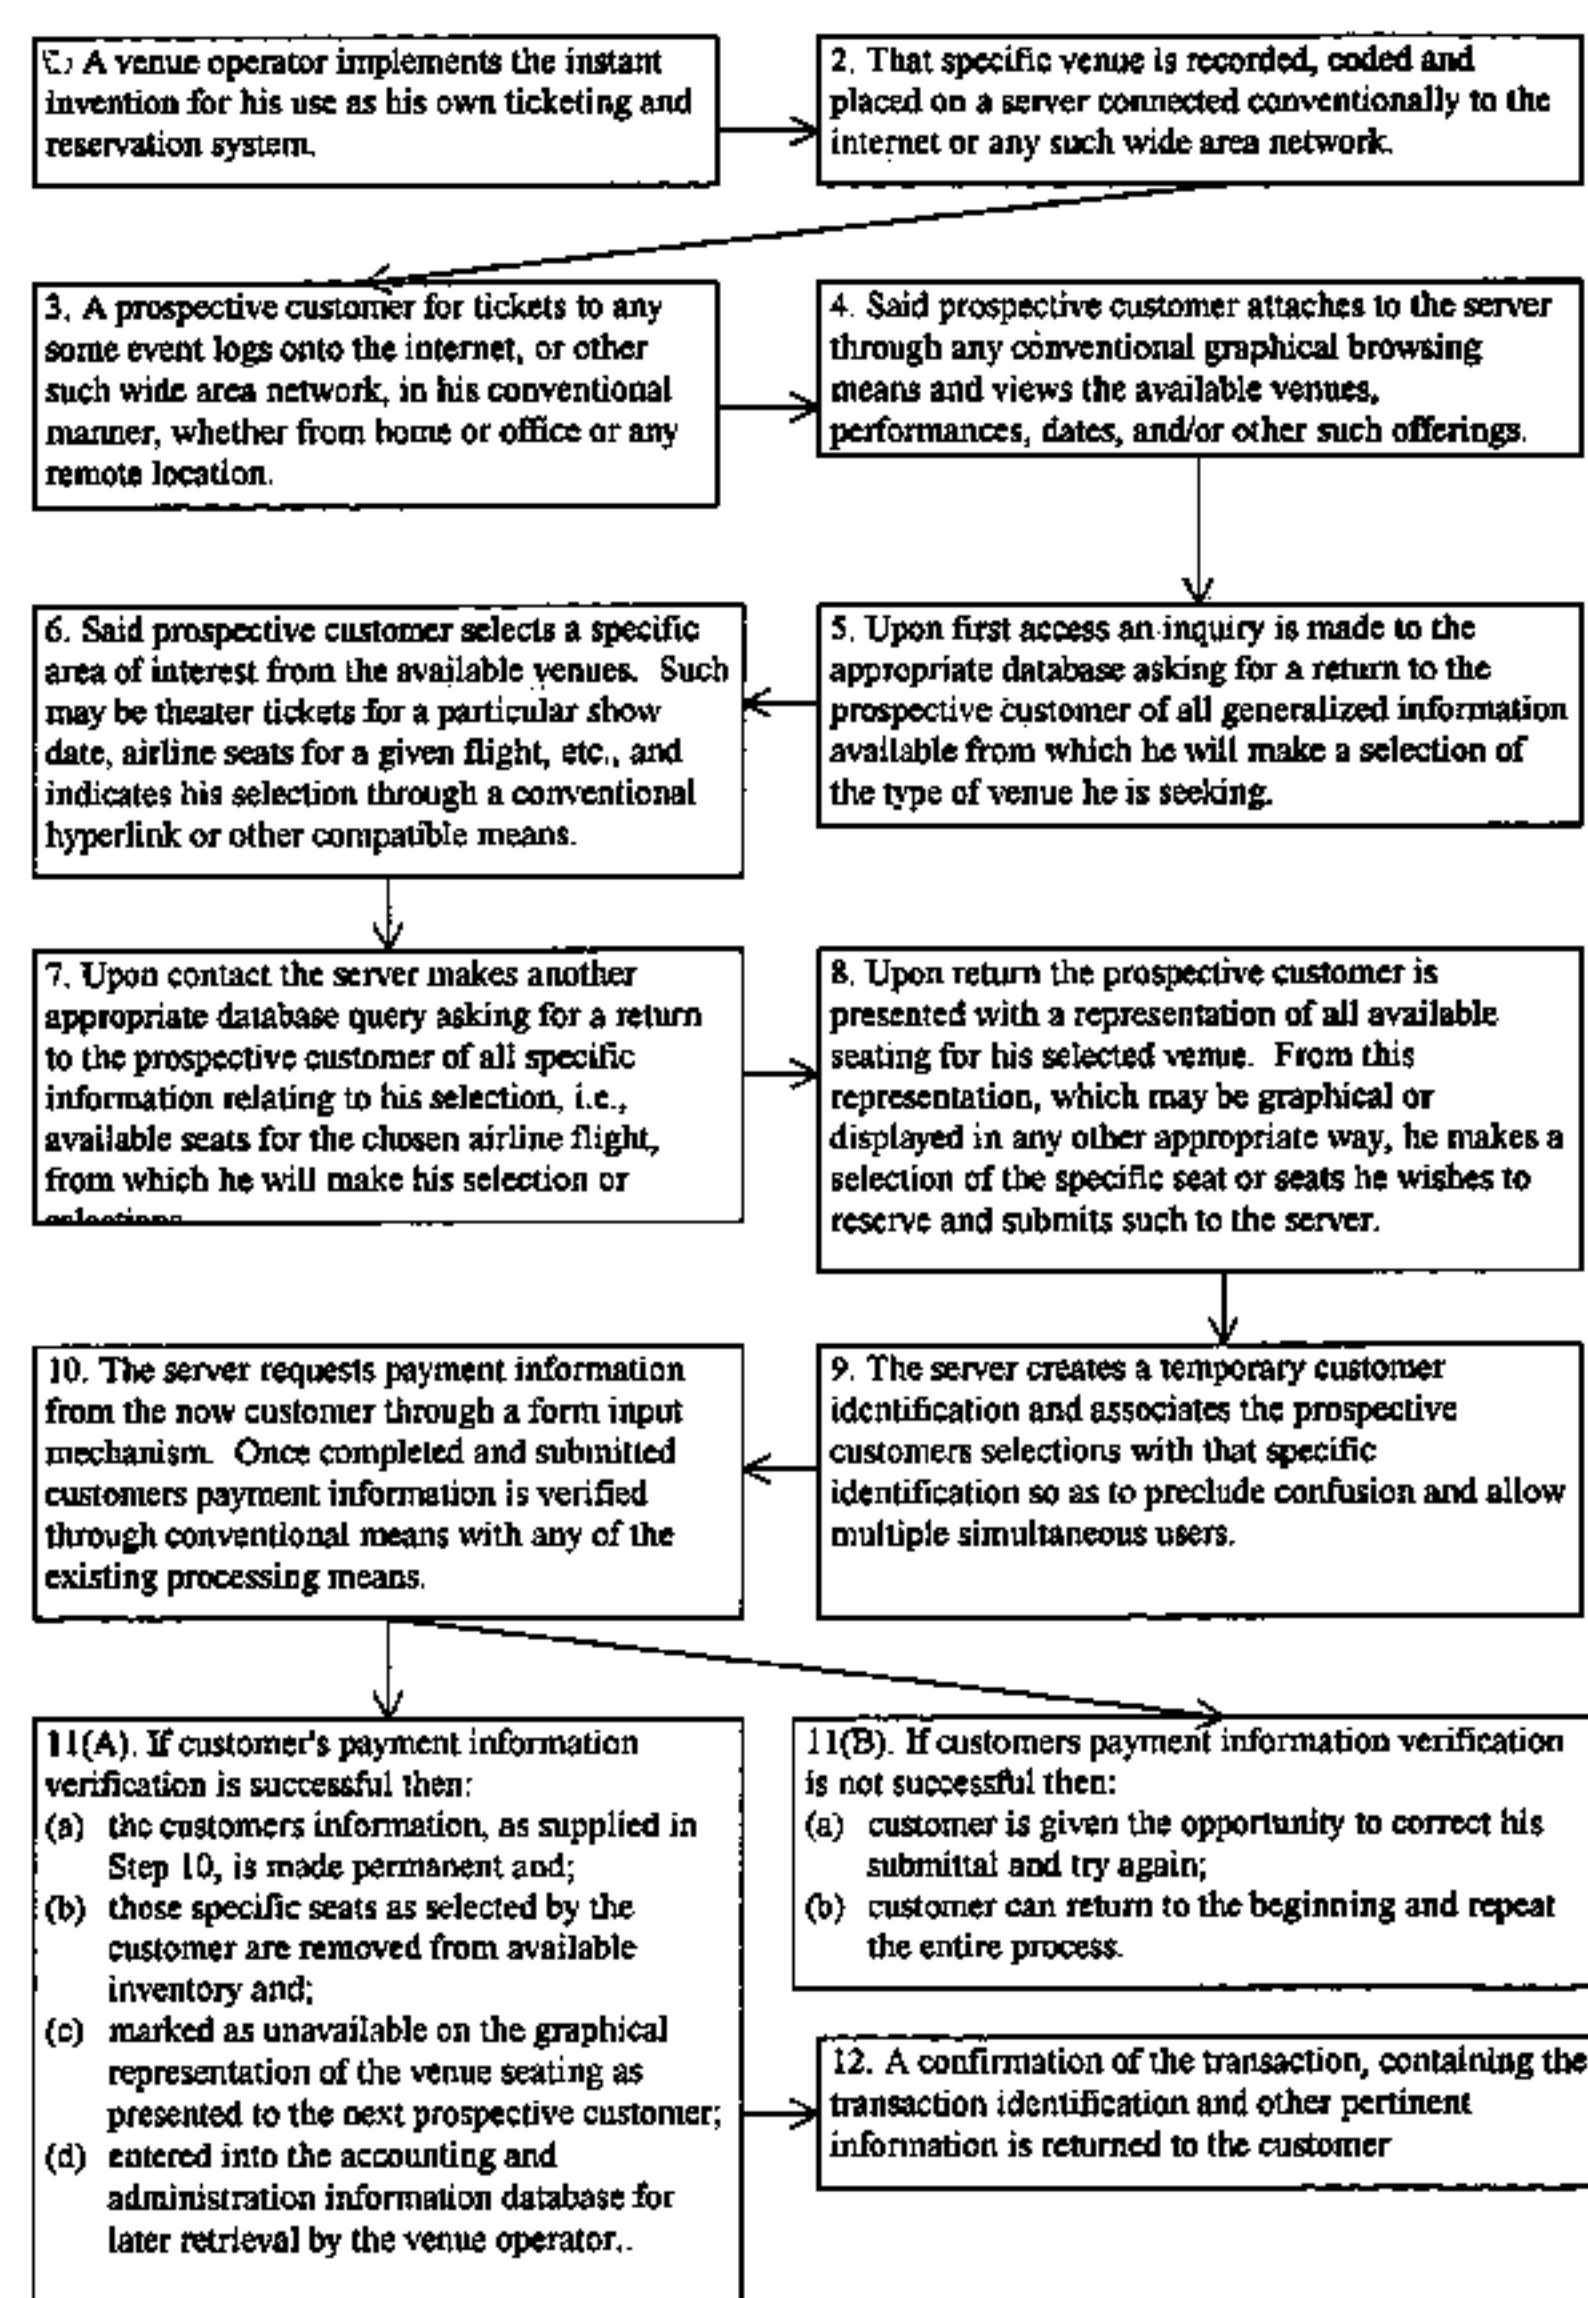 A venue operator implements the instant
invention for his use as his own ticketing and
reservation system.
2. That specific venue is recorded, coded and
placed on a server connected conventionally to the
internet or any such wide area network.
3. A prospective customer for tickets to any
some event logs onto the internet, or other
such wide area network, in his conventional
manner, whether from home or office or any
remote location.
4. Said prospective customer attaches to the server
through any conventional graphical browsing
means and views the available venues,
performances, dates, and/or other such offerings.
5. Upon first access an inquiry is made to the
appropriate database asking for a return to the
prospective customer of all generalized information
available from which he will make a selection of
the type of venue he is seeking.
6. Said prospective customer selects a specific
area of interest from the available venues. Such
may be theater tickets for a particular show
date, airline seats for a given flight, etc., and
indicates his selection through a conventional
hyperlink or other compatible means.
7. Upon contact the server makes another
appropriate database query asking for a return
to the prospective customer of all specific
information relating to his selection, i.e.,
available seats for the chosen airline flight,
from which he will make his selection or
8. Upon return the prospective customer is
presented with a representation of all available
seating for his selected venue. From this
representation, which may be graphical or
displayed in any other appropriate way, he makes a
selection of the specific seat or seats he wishes to
reserve and submits such to the server.
9. The server creates a temporary customer
identification and associates the prospective
customers selections with that specific
identification so as to preclude confusion and allow
multiple simultaneous users.
10. The server requests payment information
from the now customer through a form input
mechanism. Once completed and submitted
customers payment information is verified
through conventional means with any of the
existing processing means.
11(A). If customer's payment information
verification is successful then:
(a) the customers information, as supplied in
Step 10, is made permanent and;
(b) those specific seats as selected by the
customer are removed from available
inventory and;
(c) marked as unavailable on the graphical
representation of the venue seating as
presented to the next prospective customer;
(d) entered into the accounting and
administration information database for
later retrieval by the venue operator..
11(B). If customers payment information verification
is not successful then:
(a) customer is given the opportunity to correct his
submittal and try again;
(b) customer can return to the beginning and repeat
the entire process.
12. A confirmation of the transaction, containing the
transaction identification and other pertinent
information is returned to the customer